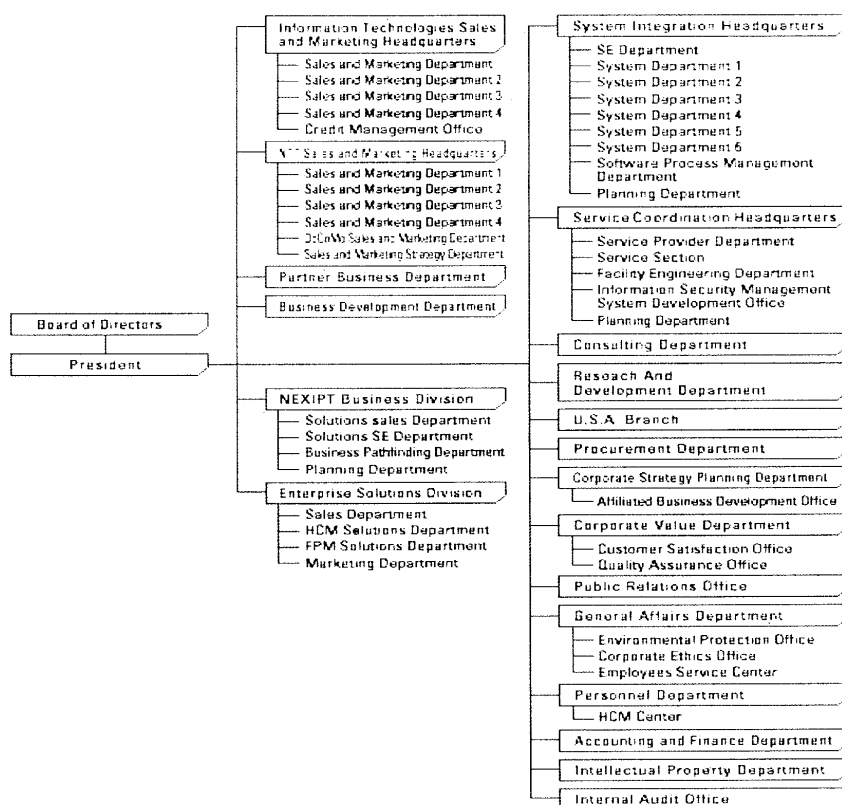 Board of Directors
President
Information Technologies Sales
and Marketing Headquarters
Sales and Marketing Department
Sales and Marketing Department 2
Sales and Marketing Department 3
Sales and Marketing Department 4
Credit Management Office
NTT Sales and Marketing Headquarters
Sales and Marketing Department 1
Sales and Marketing Department 2
Sales and Marketing Department 3
Sales and Marketing Department 4
DoCoMo Sales and Marketing Department
Sales and Marketing Strategy Department
Partner Business Department
Business Development Department
NEXIPT Business Division
Solutions sales Department
Solutions SE Department
Business Pathfinding Department
Planning Department
Enterprise Solutions Division
Sales Department
HCM Solutions Department
FPM Solutions Department
Marketing Department
System Integration Headquarters
SE Department
System Department 1
System Department 2
System Department 3
System Department 4
System Department 5
System Department 6
Software Process Management
Department
Planning Department
Service Coordination Headquarters
Service Provider Department
Service Section
Facility Engineering Department
Information Security Management
System Development Office
Planning Department
Consulting Department
Reseach And
Development Department
U.S.A. Branch
Procurement Department
Corporate Strategy Planning Department
Affiliated Business Development Office
Corporate Value Department
Customer Satisfaction Office
Quality Assurance Office
Public Relations Office
General Affairs Department
Environmental Protection Office
Corporate Ethics Office
Employees Service Center
Personnel Department
HCM Center
Accounting and Finance Department
Intellectual Property Department
Internal Audit Office